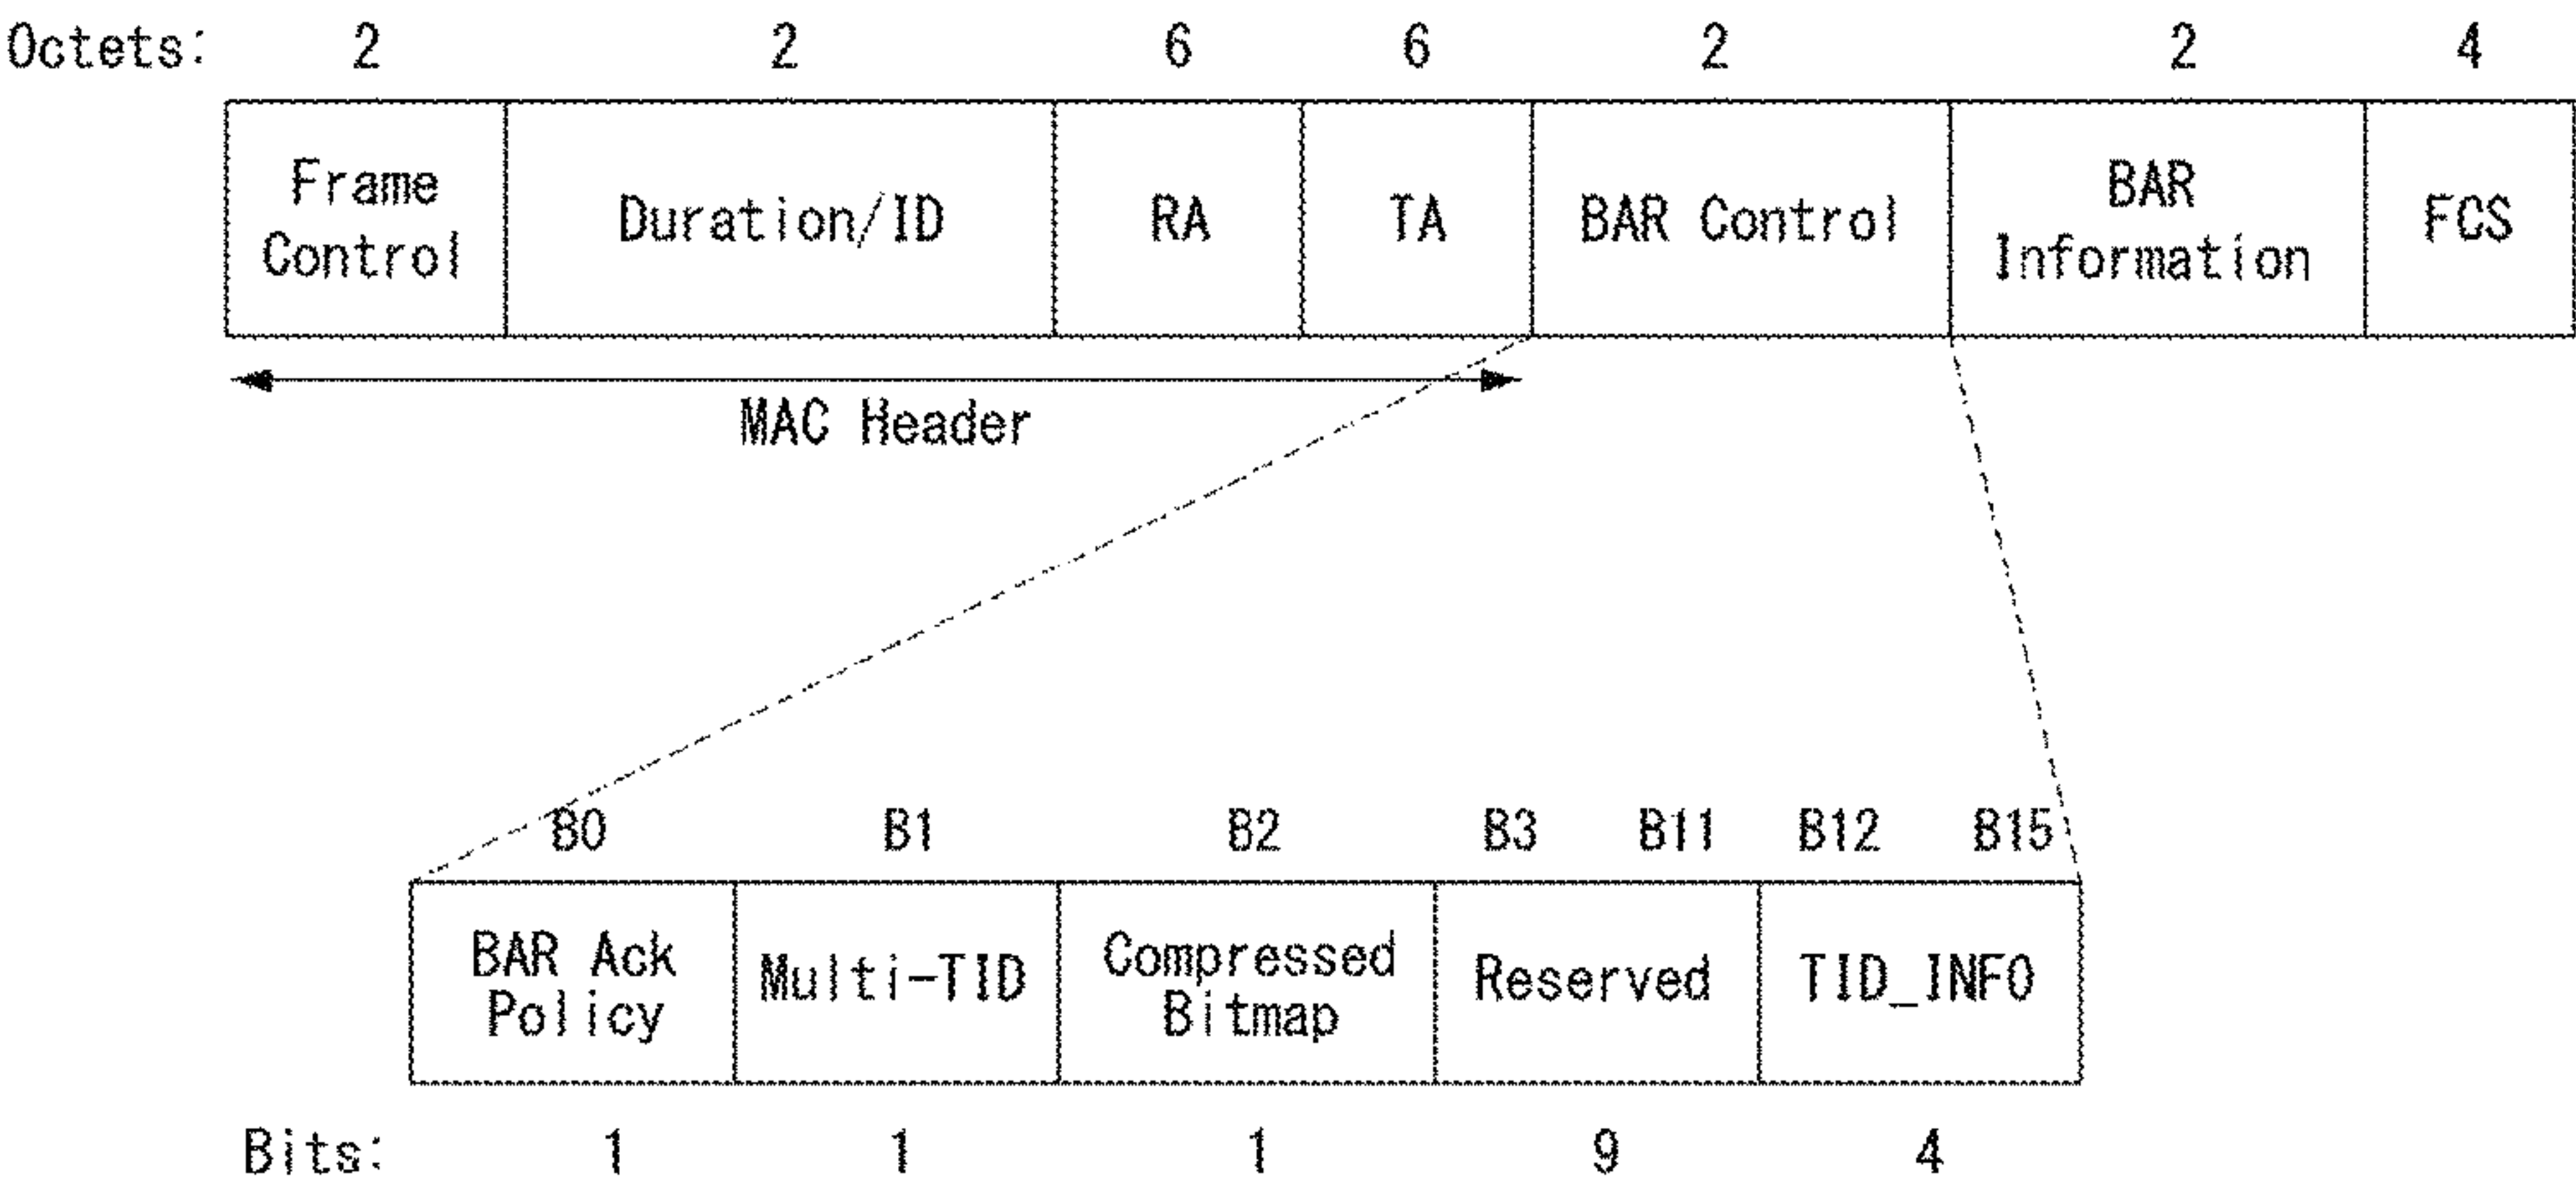 Octets: 2 2 6 6 2 2 4
Frame
Control
Duration/ID
RA
TA
BAR Control
BAR
Information
FCS
MAC Header
B0 B1 B2 B3 B11 B12 B15
BAR Ack
Policy
Multi-TID
Compressed
Bitmap
Reserved
TID_INFO
Bits: 1 1 1 9 4